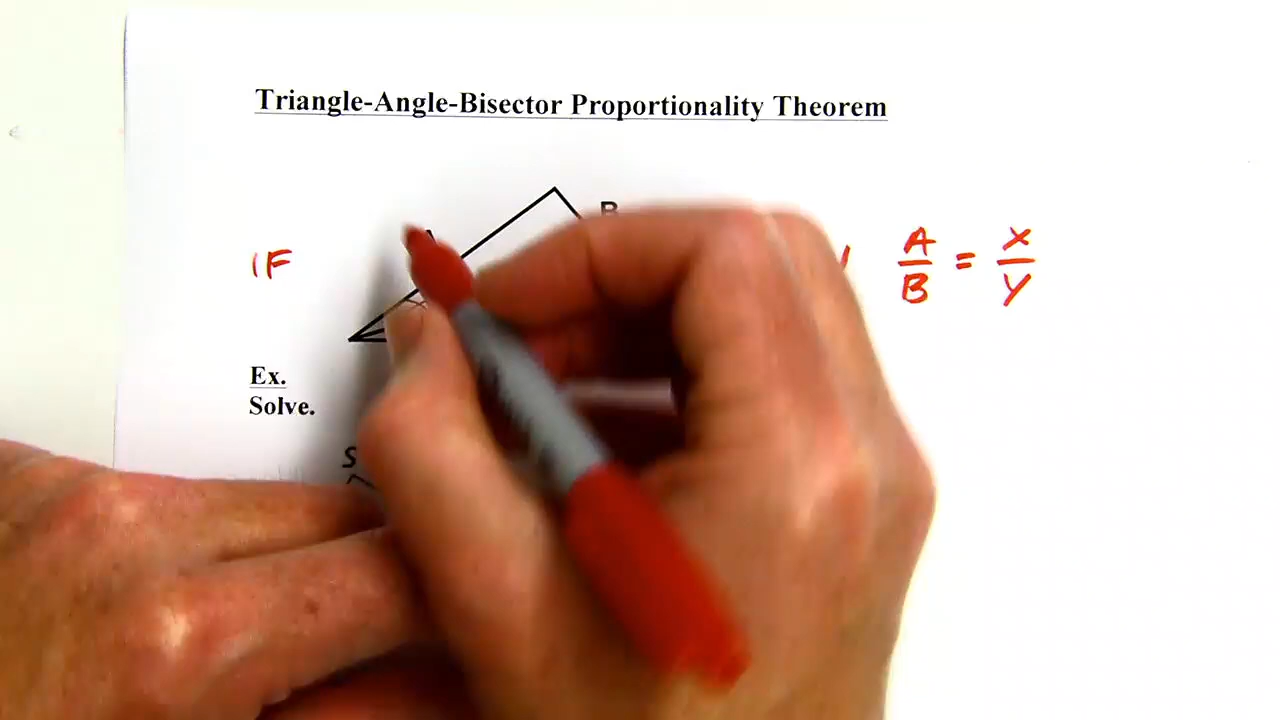 Triangle-Angle-Bisector Proportionality Theorem
B
IF
A/B = X/Y
Ex.
Solve.
S